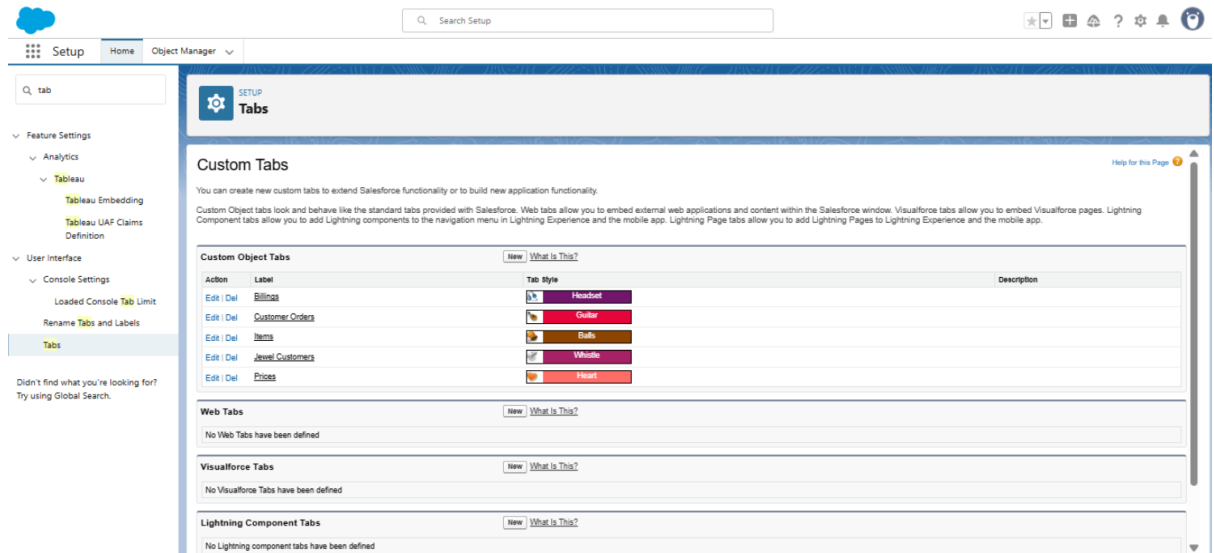 Search Setup
Setup
Home
Object Manager
tab
Feature Settings
Analytics
Tableau
Tableau Embedding
Tableau UAF Claims
Definition
User Interface
Console Settings
Loaded Console Tab Limit
Rename Tabs and Labels
Tabs
Didn't find what you're looking for?
Try using Global Search.
SETUP
Tabs
Custom Tabs
Help for this Page
You can create new custom tabs to extend Salesforce functionality or to build new application functionality.
Custom Object tabs look and behave like the standard tabs provided with Salesforce. Web tabs allow you to embed external web applications and content within the Salesforce window. Visualforce tabs allow you to embed Visualforce pages. Lightning
Component tabs allow you to add Lightning components to the navigation menu in Lightning Experience and the mobile app. Lightning Page tabs allow you to add Lightning Pages to Lightning Experience and the mobile app.
Custom Object Tabs New What Is This?
Action Label Tab Style Description
Edit | Del Billings Headset
Edit | Del Customer Orders Guitar
Edit | Del Items Balls
Edit | Del Jewel Customers Whistle
Edit | Del Prices Heart
Web Tabs New What Is This?
No Web Tabs have been defined
Visualforce Tabs New What Is This?
No Visualforce Tabs have been defined
Lightning Component Tabs New What Is This?
No Lightning component tabs have been defined